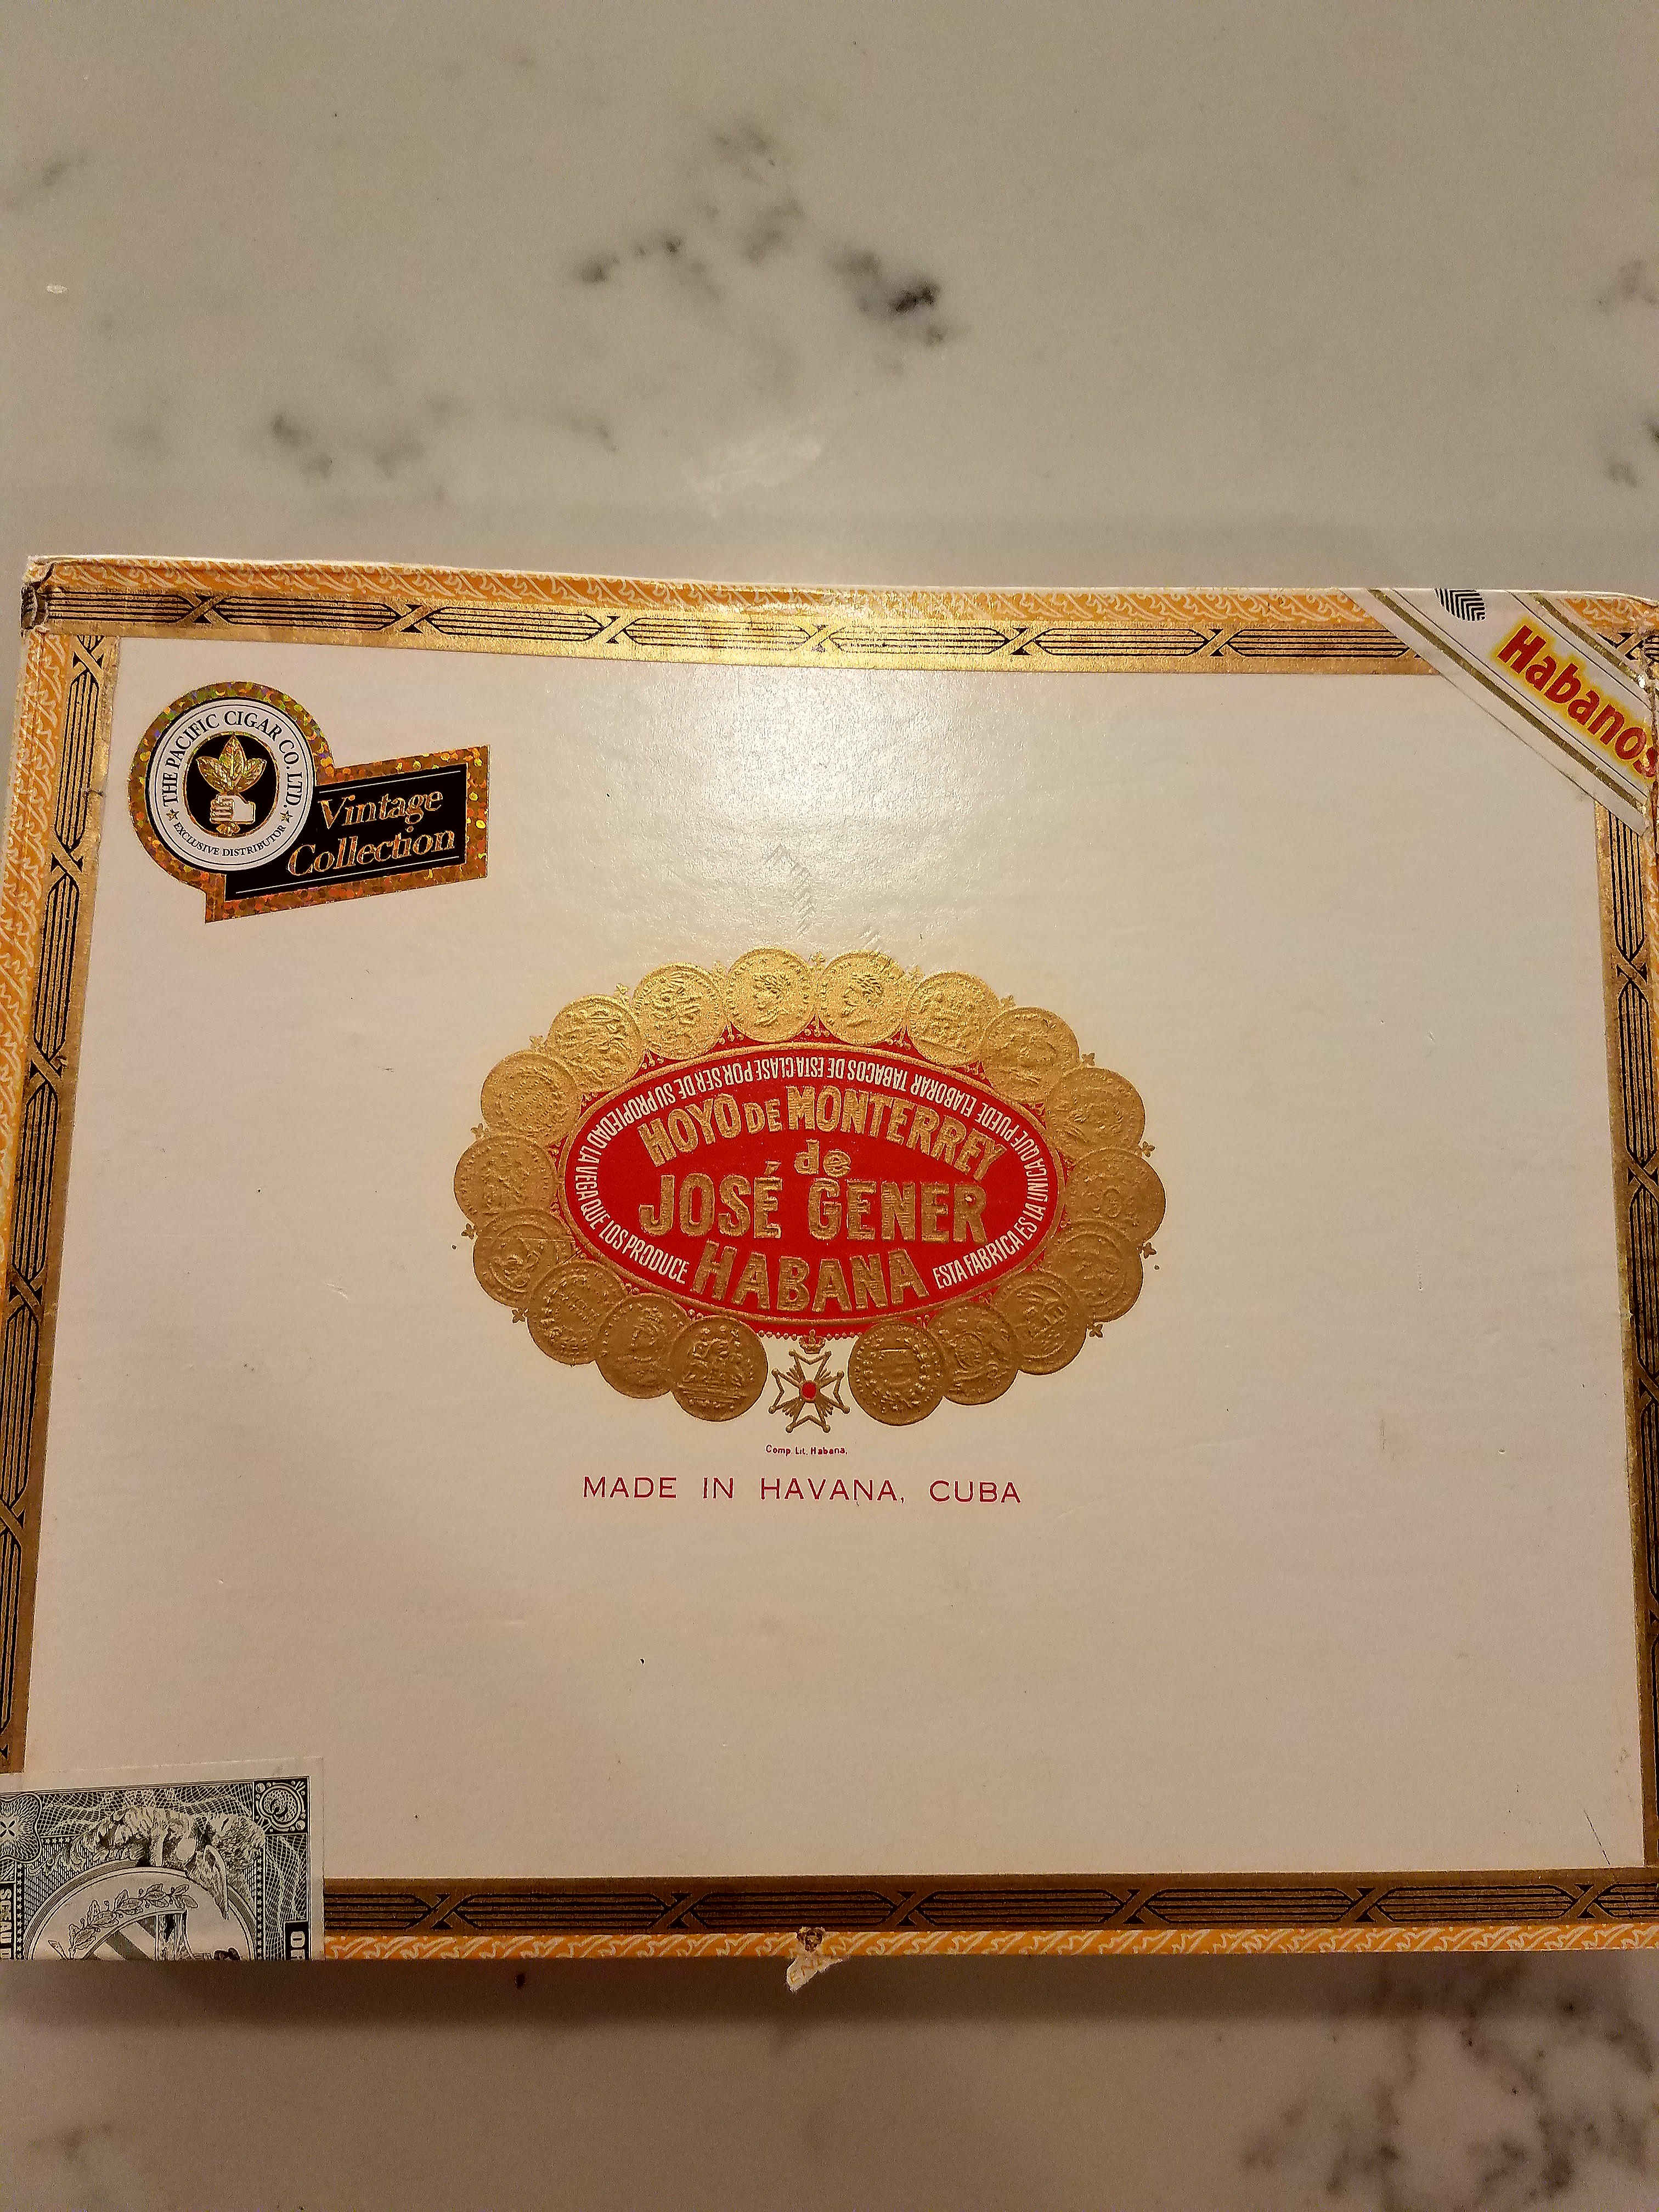 Habanos
THE PACIFIC CIGAR CO. LTD.
EXCLUSIVE DISTRIBUTOR
Vintage
Collection
ESTA FABRICA ES LA UNICA QUE PUEDE ELABORAR TABACOS DE ESTA CLASE POR SER DE SU PROPIEDAD LA VEGA QUE LOS PRODUCE
HOYO DE MONTERREY
de
JOSÉ GENER
HABANA
Comp. Lit. Habana.
MADE IN HAVANA, CUBA